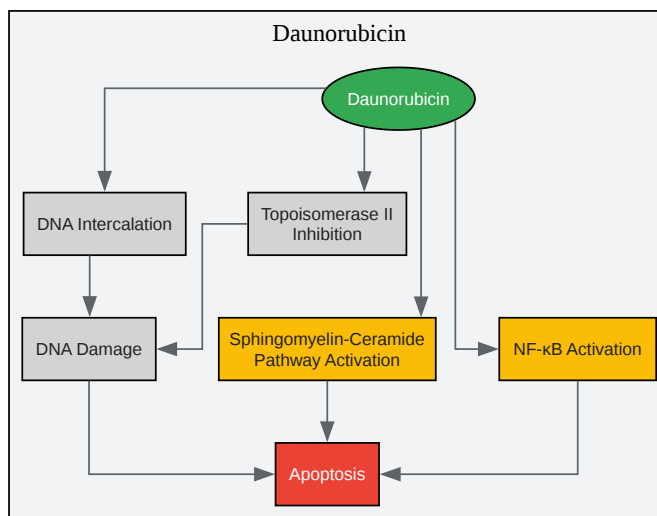 Daunorubicin
Daunorubicin
DNA Intercalation
Topoisomerase II
Inhibition
DNA Damage
Sphingomyelin-Ceramide
Pathway Activation
NF-κB Activation
Apoptosis